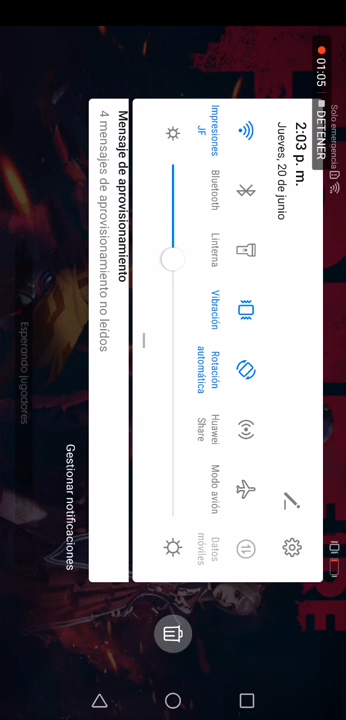 01:05 DETENER
Solo emergencia
2:03 p. m.
Jueves, 20 de junio
Impresiones JF
Bluetooth
Linterna
Vibración
Rotación automática
Huawei Share
Modo avión
Datos móviles
Mensaje de aprovisionamiento
4 mensajes de aprovisionamiento no leídos
Gestionar notificaciones
Esperando jugadores